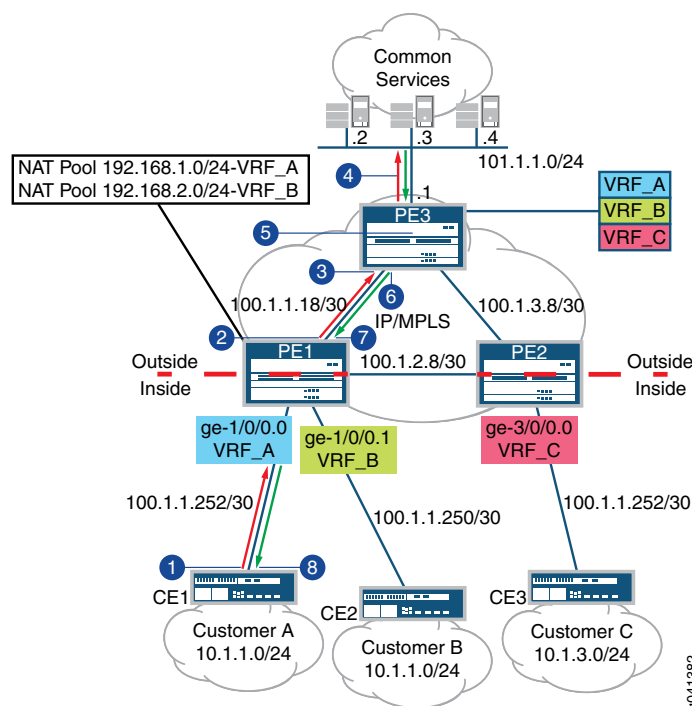 Common
Services
.2
.3
.4
101.1.1.0/24
NAT Pool 192.168.1.0/24-VRF_A
NAT Pool 192.168.2.0/24-VRF_B
4
.1
VRF_A
VRF_B
VRF_C
PE3
5
3
6
100.1.1.18/30
IP/MPLS
100.1.3.8/30
2
7
PE1
100.1.2.8/30
PE2
Outside
Inside
Outside
Inside
ge-1/0/0.0
VRF_A
ge-1/0/0.1
VRF_B
ge-3/0/0.0
VRF_C
100.1.1.252/30
100.1.1.250/30
100.1.1.252/30
1
8
CE1
CE2
CE3
Customer A
10.1.1.0/24
Customer B
10.1.1.0/24
Customer C
10.1.3.0/24